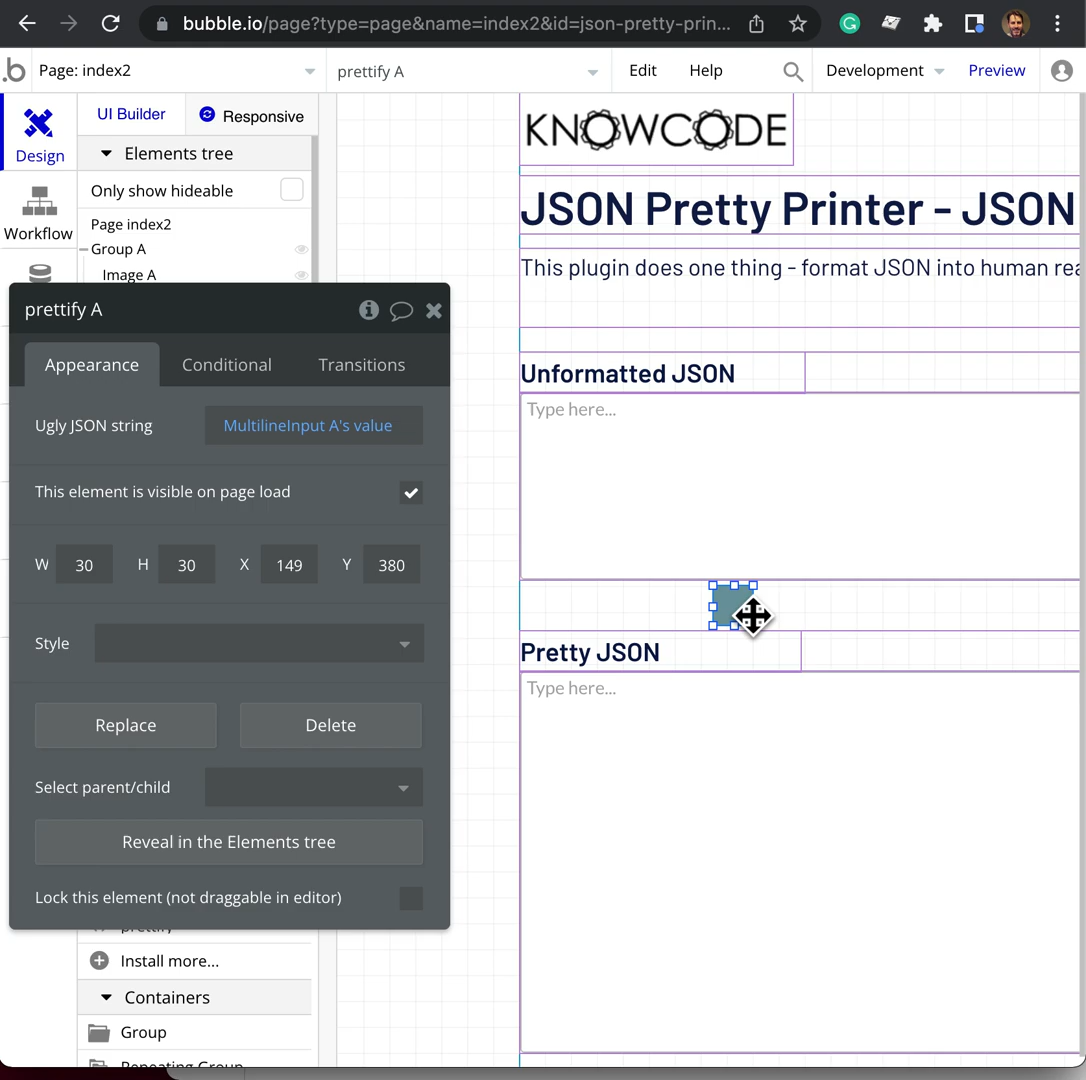 bubble.io/page?type=page&name=index2&id=json-pretty-prin...
.b Page: index2 prettify A Edit Help Development Preview
UI Builder Responsive
Design
Elements tree
Only show hideable
Workflow
Page index2
Group A
Image A
KNOWCODE
JSON Pretty Printer - JSON
This plugin does one thing - format JSON into human rea
Unformatted JSON
Type here...
Pretty JSON
Type here...
prettify A
Appearance Conditional Transitions
Ugly JSON string MultilineInput A's value
This element is visible on page load
W 30 H 30 X 149 Y 380
Style
Replace Delete
Select parent/child
Reveal in the Elements tree
Lock this element (not draggable in editor)
prettify
Install more...
Containers
Group
Repeating Group